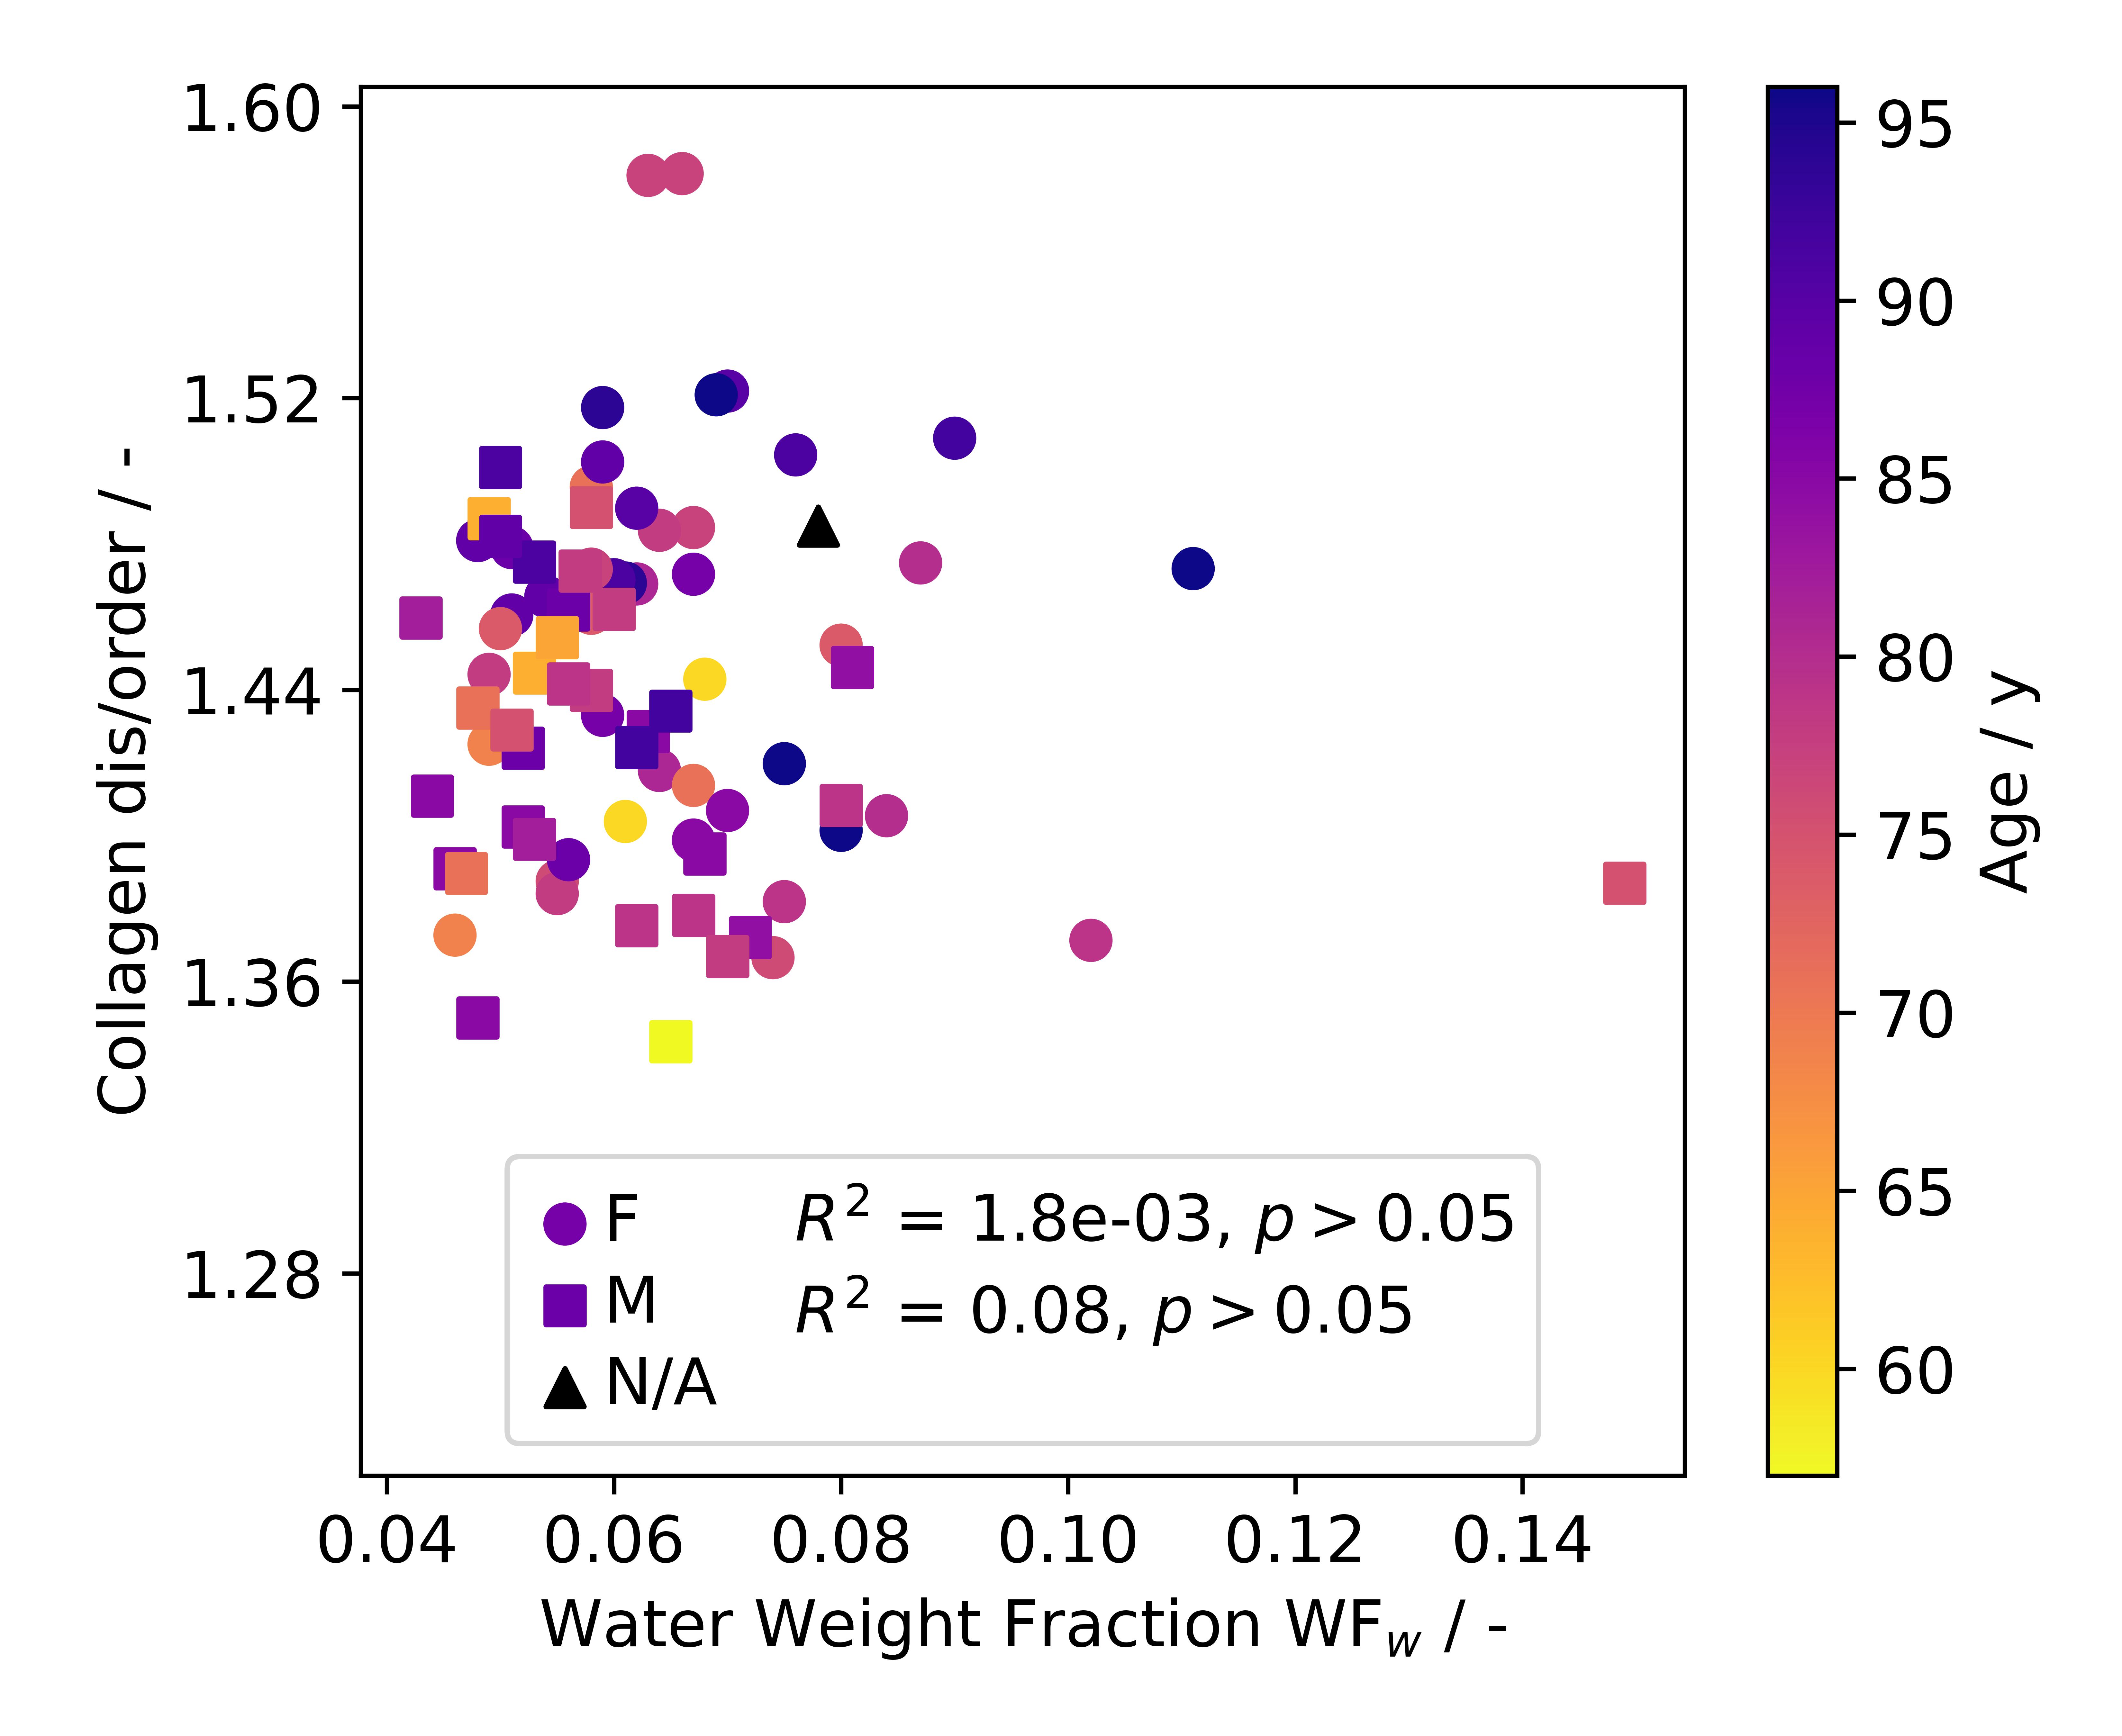 1.60
1.52
1.44
1.36
1.28
Collagen dis/order / -
0.04 0.06 0.08 0.10 0.12 0.14
Water Weight Fraction WF_w / -
F R² = 1.8e-03, p > 0.05
M R² = 0.08, p > 0.05
N/A
95
90
85
80
75
70
65
60
Age / y